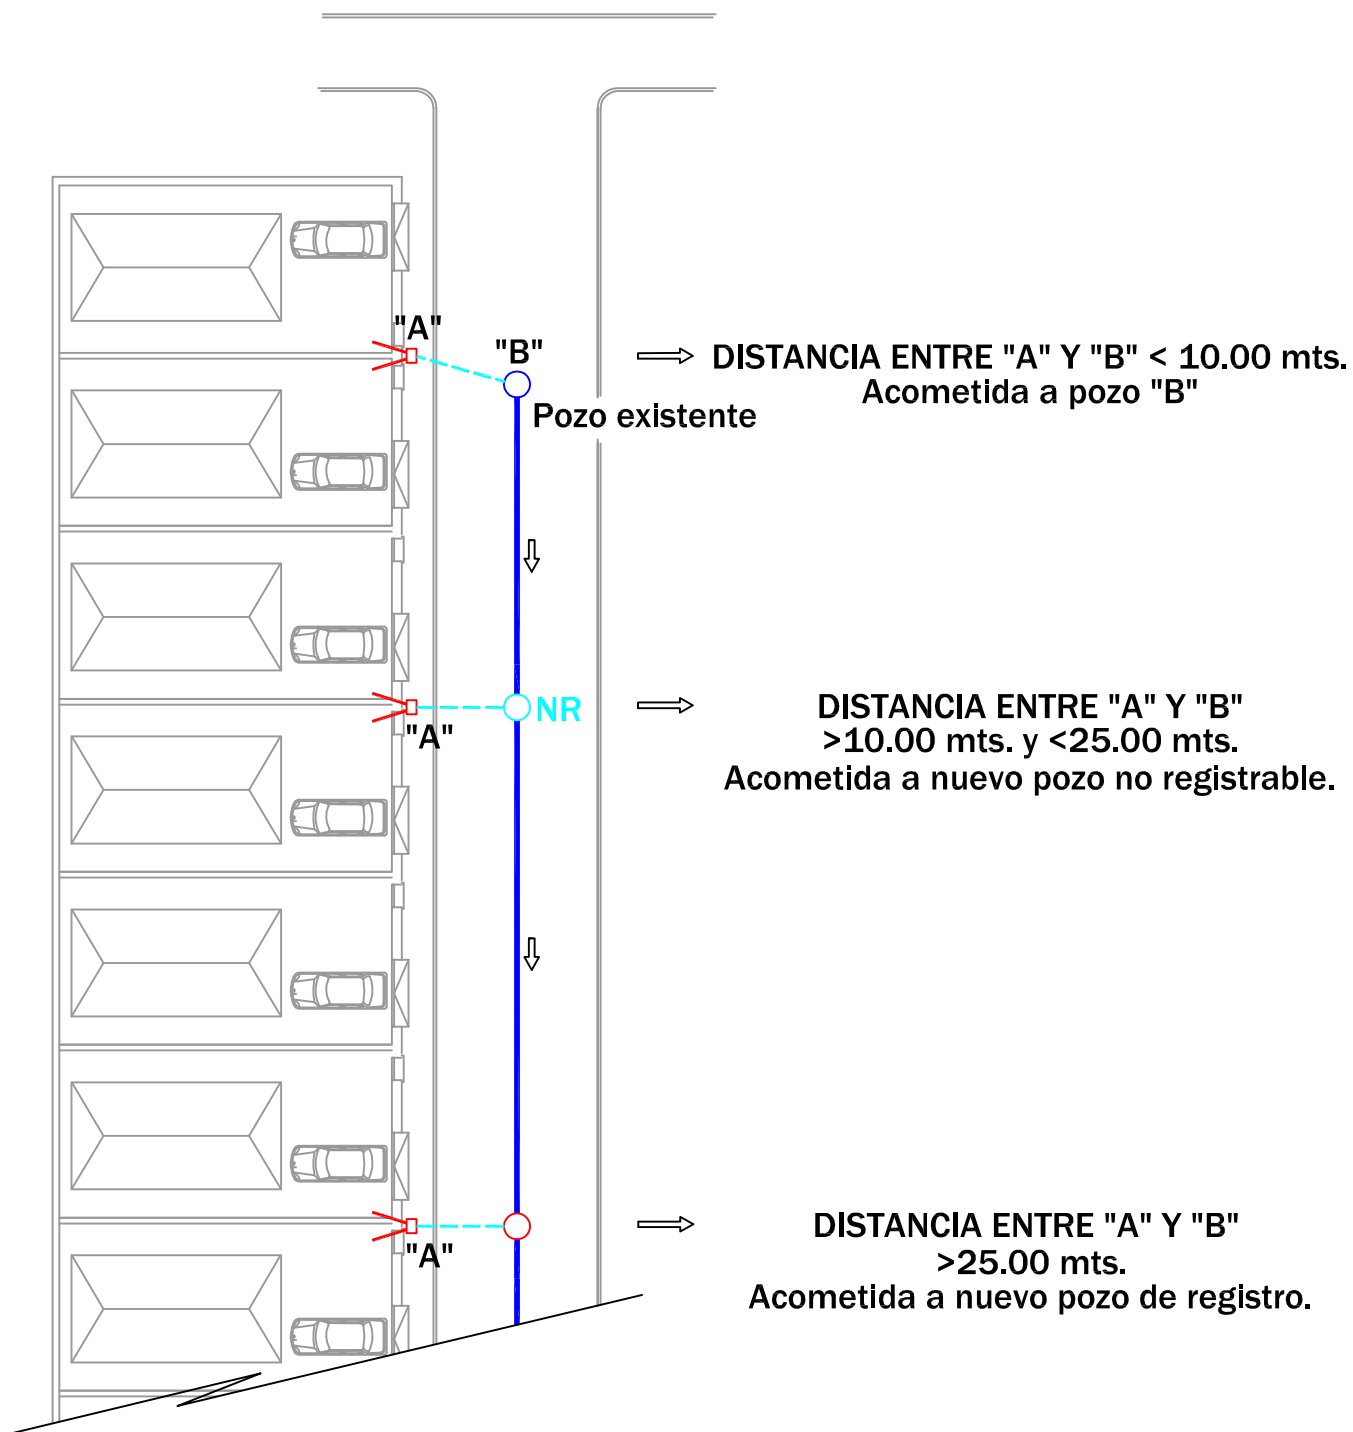 "A"
"B"
DISTANCIA ENTRE "A" Y "B" < 10.00 mts.
Acometida a pozo "B"
Pozo existente
NR
"A"
DISTANCIA ENTRE "A" Y "B"
>10.00 mts. y <25.00 mts.
Acometida a nuevo pozo no registrable.
"A"
DISTANCIA ENTRE "A" Y "B"
>25.00 mts.
Acometida a nuevo pozo de registro.